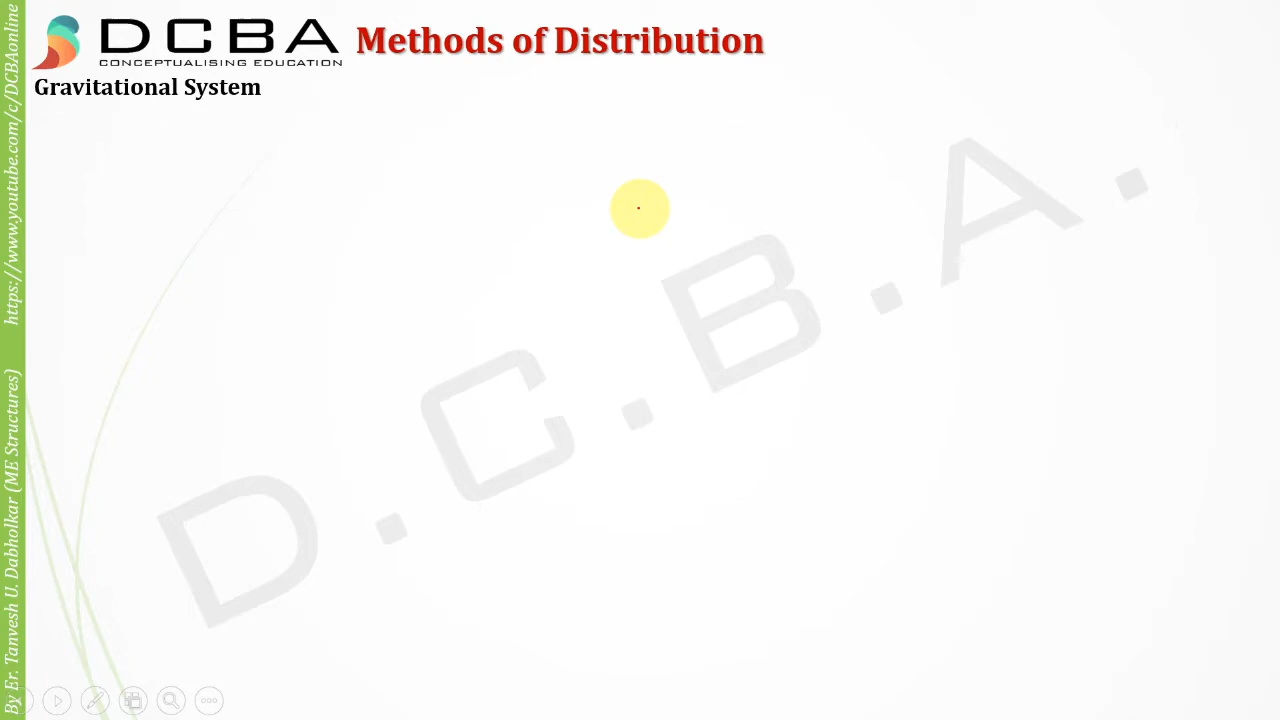 DCBA
CONCEPTUALISING EDUCATION
Methods of Distribution
Gravitational System
D.C.B.A.
By Er. Tanvesh U. Dabholkar (ME Structures) https://www.youtube.com/c/DCBAonline